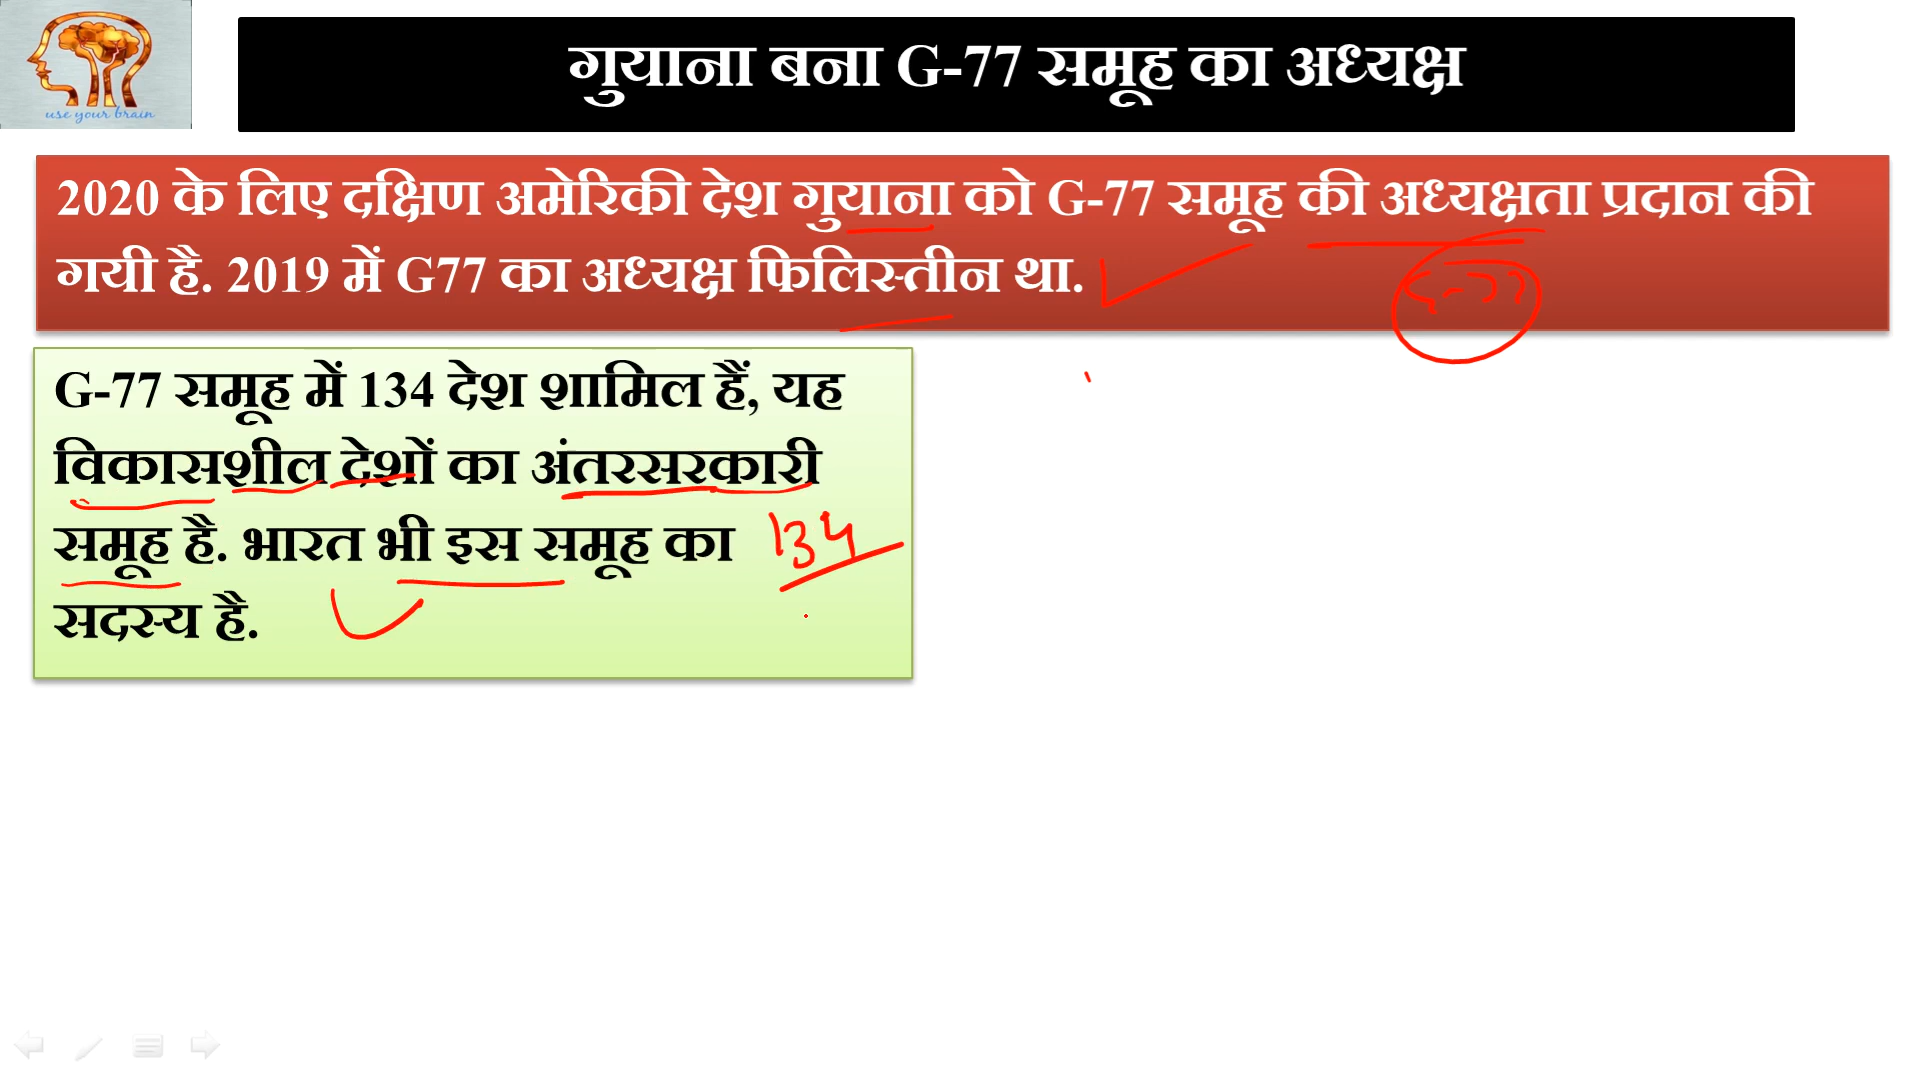 use your brain
गुयाना बना G-77 समूह का अध्यक्ष
2020 के लिए दक्षिण अमेरिकी देश गुयाना को G-77 समूह की अध्यक्षता प्रदान की
गयी है. 2019 में G77 का अध्यक्ष फिलिस्तीन था.
G-77 समूह में 134 देश शामिल हैं, यह
विकासशील देशों का अंतरसरकारी
समूह है. भारत भी इस समूह का
सदस्य है.
134